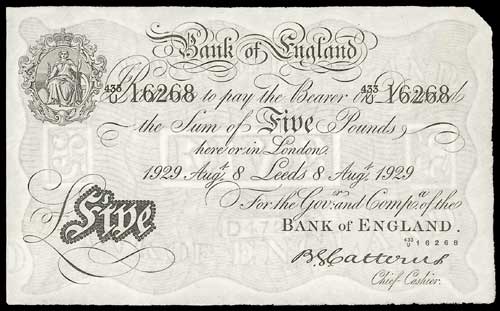 Bank of England
433/U 16268 to pay the Bearer on Demand 433/U 16268
the Sum of Five Pounds
here or in London.
1929 Augt. 8 Leeds 8 Augt. 1929
For the Govr. and Compa. of the
BANK OF ENGLAND.
433/U 16268
Five
B G Catterns
Chief Cashier.